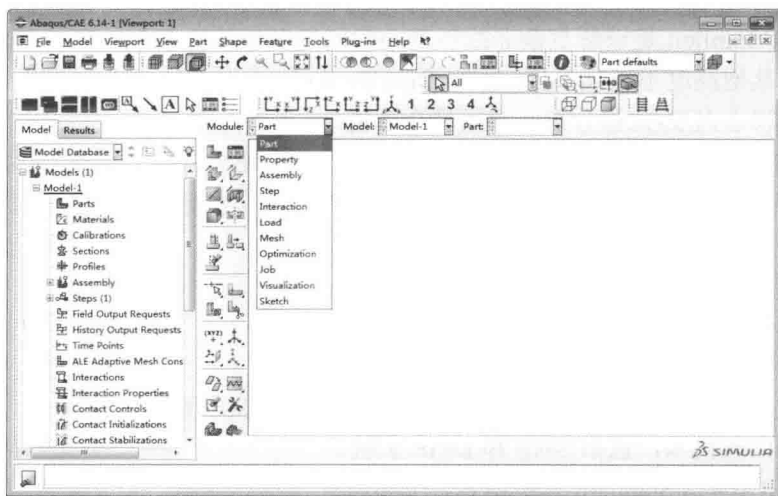 Abaqus/CAE 6.14-1 [Viewport: 1]
File Model Viewport View Part Shape Feature Tools Plug-ins Help
Part defaults
All
A
1 2 3 4
Model Results
Module: Part Model: Model-1 Part:
Model Database
Part
Property
Assembly
Step
Interaction
Load
Mesh
Optimization
Job
Visualization
Sketch
Models (1)
Model-1
Parts
Materials
Calibrations
Sections
Profiles
Assembly
Steps (1)
Field Output Requests
History Output Requests
Time Points
ALE Adaptive Mesh Cons
Interactions
Interaction Properties
Contact Controls
Contact Initializations
Contact Stabilizations
(XYZ)
SIMULIA